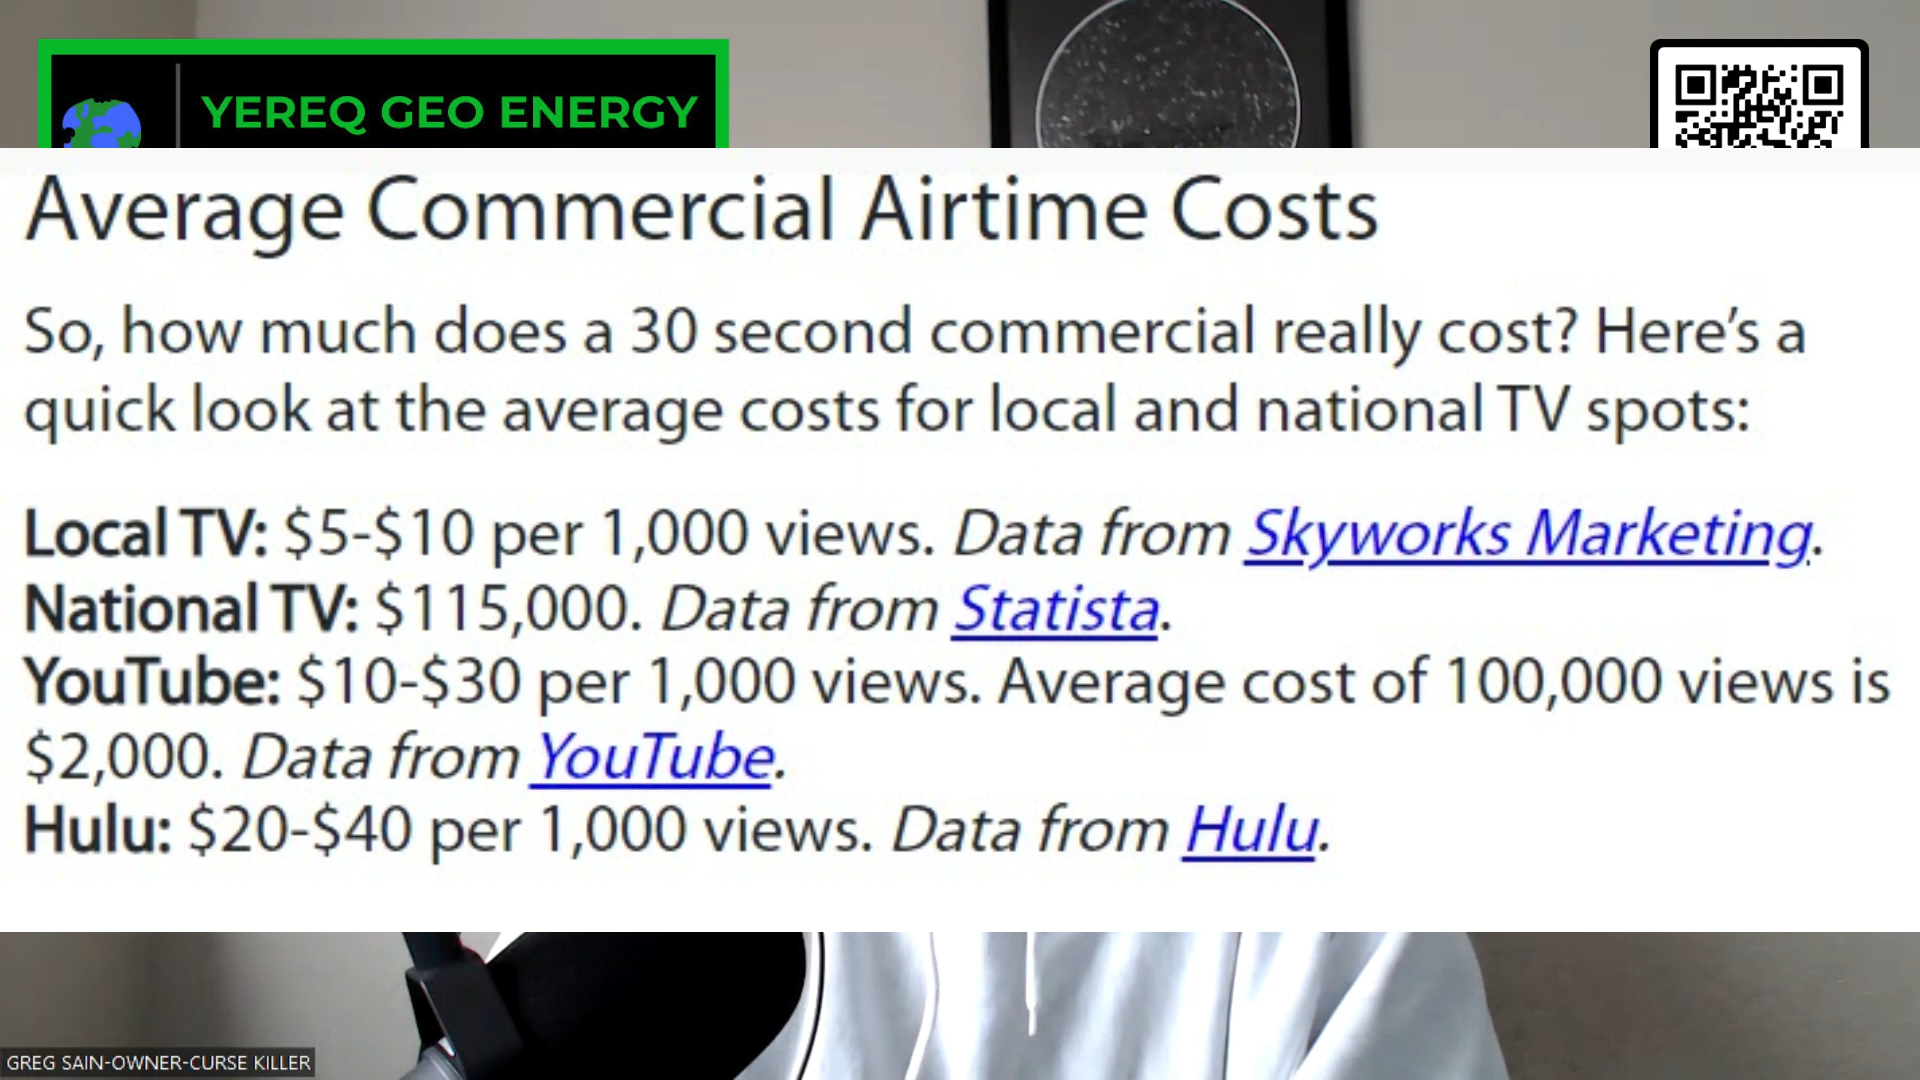 YEREQ GEO ENERGY
Average Commercial Airtime Costs
So, how much does a 30 second commercial really cost? Here’s a
quick look at the average costs for local and national TV spots:
Local TV: $5-$10 per 1,000 views. Data from Skyworks Marketing.
National TV: $115,000. Data from Statista.
YouTube: $10-$30 per 1,000 views. Average cost of 100,000 views is
$2,000. Data from YouTube.
Hulu: $20-$40 per 1,000 views. Data from Hulu.
GREG SAIN-OWNER-CURSE KILLER